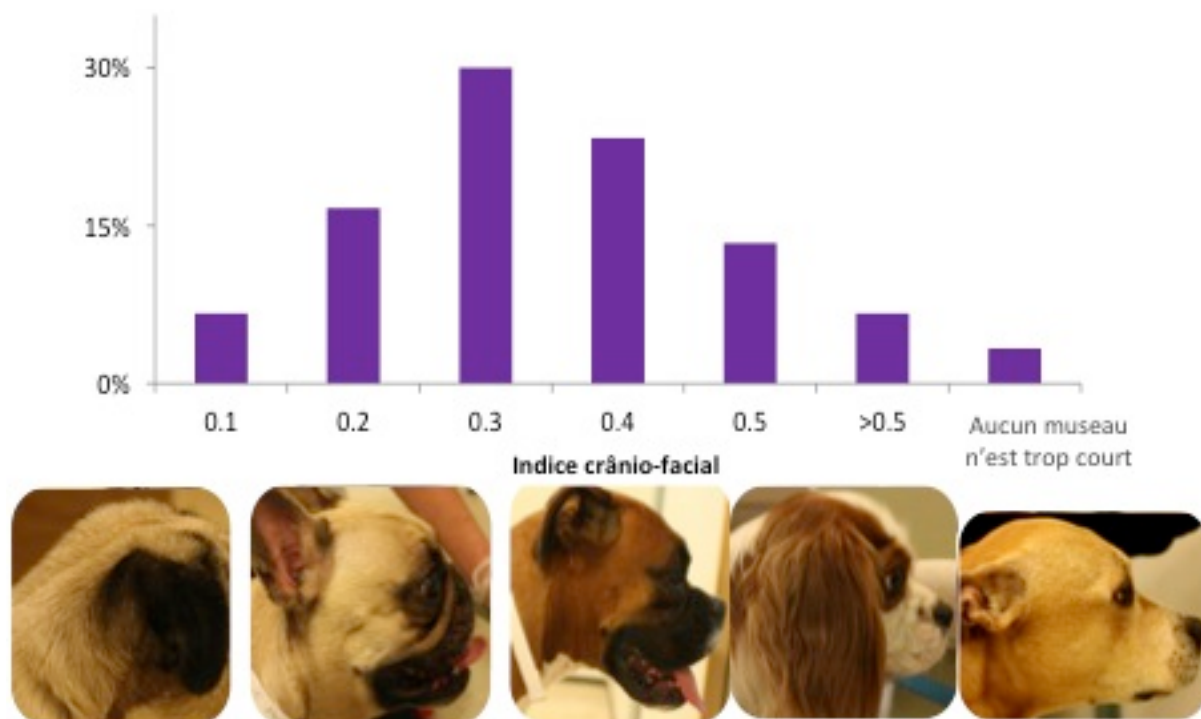 30%
15%
0%
0.1 0.2 0.3 0.4 0.5 >0.5 Aucun museau
n'est trop court
Indice crânio-facial